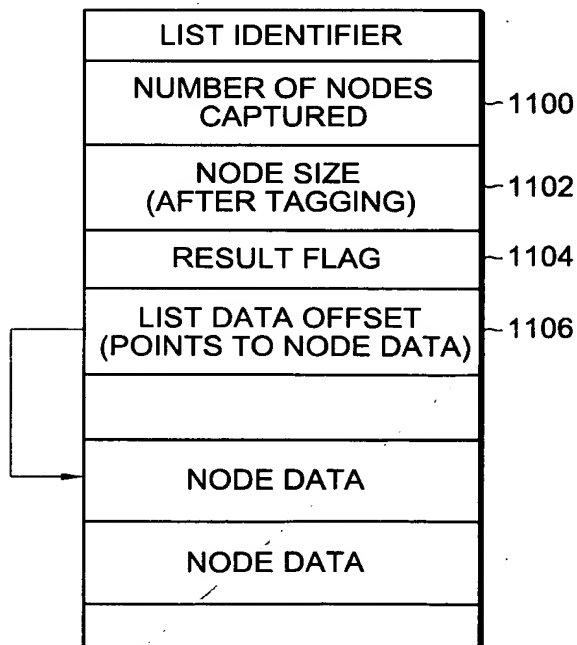 LIST IDENTIFIER
NUMBER OF NODES
CAPTURED
1100
NODE SIZE
(AFTER TAGGING)
1102
RESULT FLAG
1104
LIST DATA OFFSET
(POINTS TO NODE DATA)
1106
NODE DATA
NODE DATA